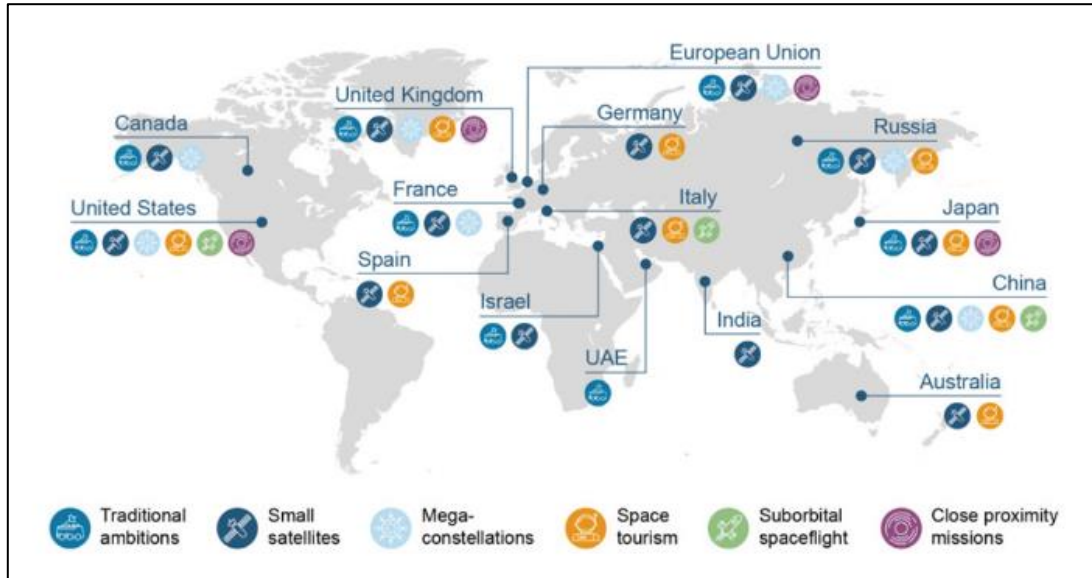 European Union
United Kingdom
Germany
Canada
Russia
France
Italy
United States
Japan
Spain
Israel
China
India
UAE
Australia
Traditional
ambitions
Small
satellites
Mega-
constellations
Space
tourism
Suborbital
spaceflight
Close proximity
missions